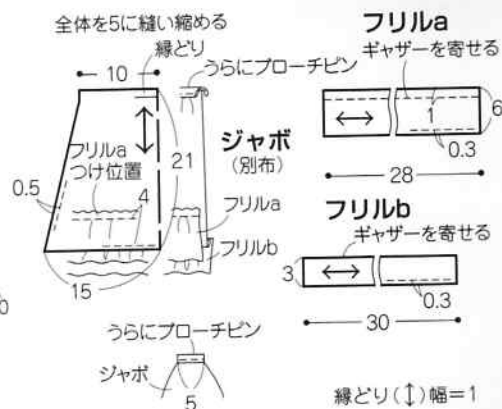 全体を5に縫い縮める
縁どり
10
うらにブローチピン
ジャボ
(別布)
フリルa
つけ位置
4
21
0.5
フリルa
フリルb
15
0
うらにブローチピン
ジャボ
5
フリルa
ギャザーを寄せる
1
6
0.3
28
フリルb
ギャザーを寄せる
3
0.3
30
縁どり(↕)幅=1